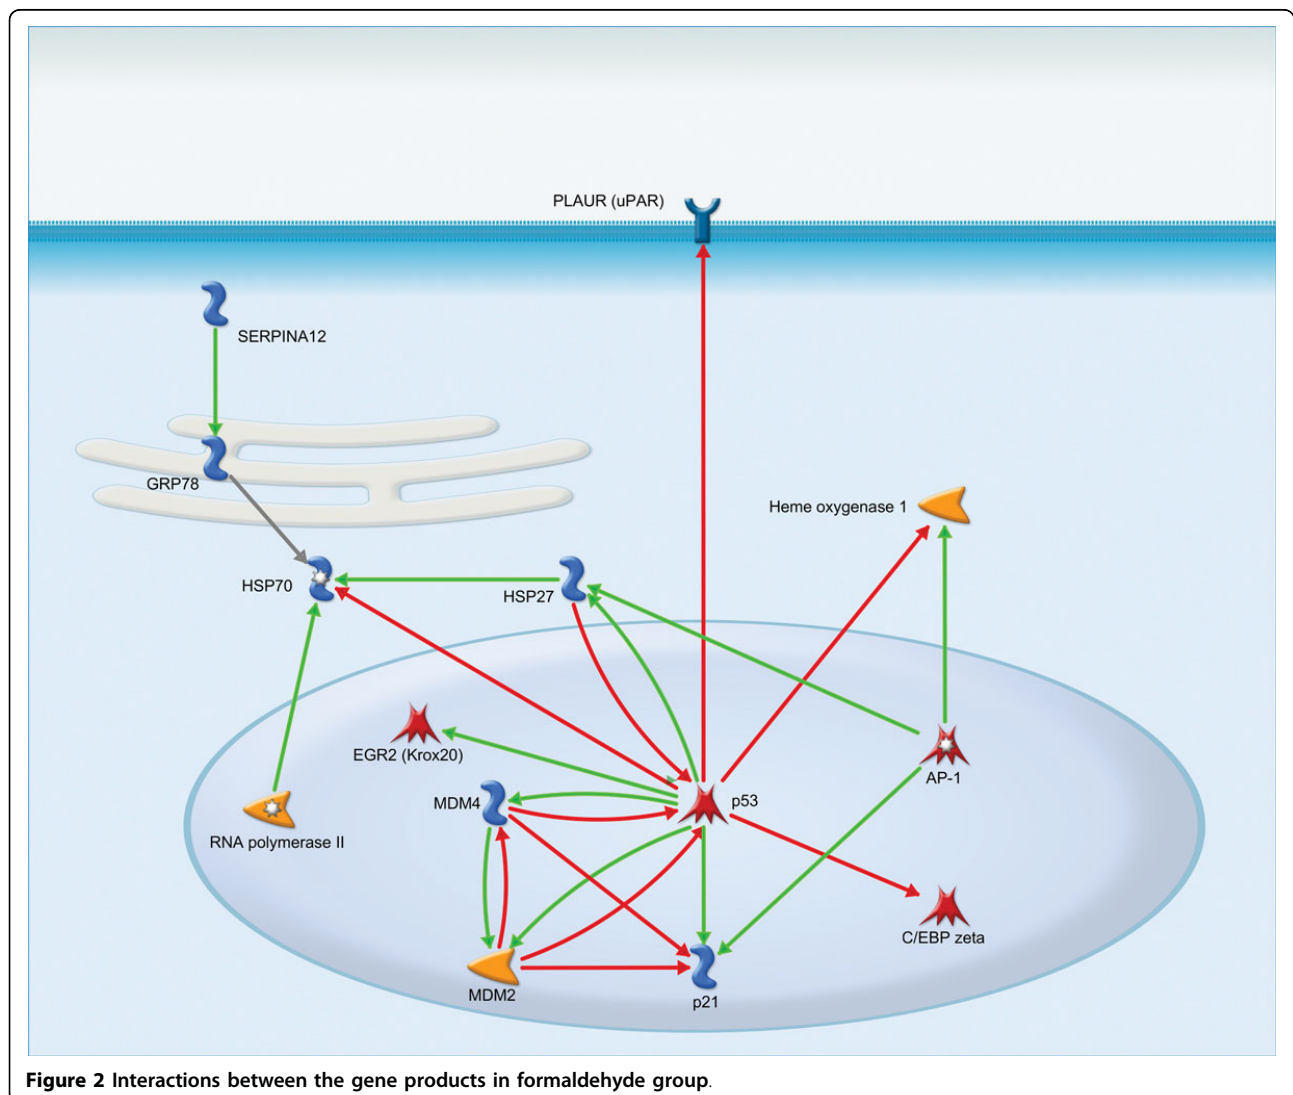 PLAUR (uPAR)
SERPINA12
GRP78
Heme oxygenase 1
HSP70
HSP27
EGR2 (Krox20)
AP-1
MDM4
p53
RNA polymerase II
C/EBP zeta
MDM2
p21
Figure 2 Interactions between the gene products in formaldehyde group.